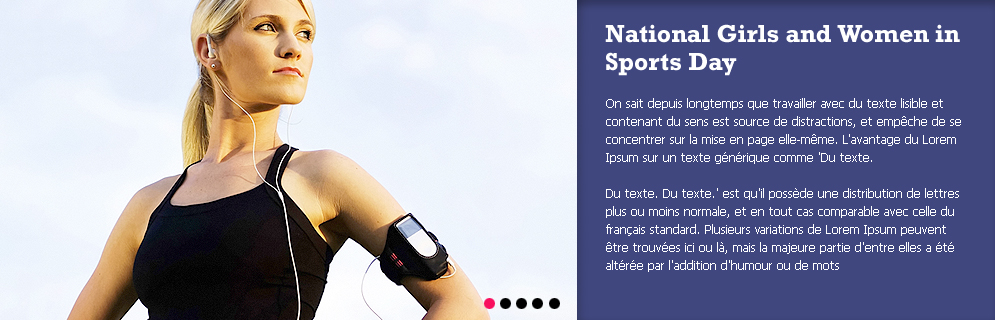 National Girls and Women in
Sports Day
On sait depuis longtemps que travailler avec du texte lisible et
contenant du sens est source de distractions, et empêche de se
concentrer sur la mise en page elle-même. L'avantage du Lorem
Ipsum sur un texte générique comme 'Du texte.
Du texte. Du texte.' est qu'il possède une distribution de lettres
plus ou moins normale, et en tout cas comparable avec celle du
français standard. Plusieurs variations de Lorem Ipsum peuvent
être trouvées ici ou là, mais la majeure partie d'entre elles a été
altérée par l'addition d'humour ou de mots